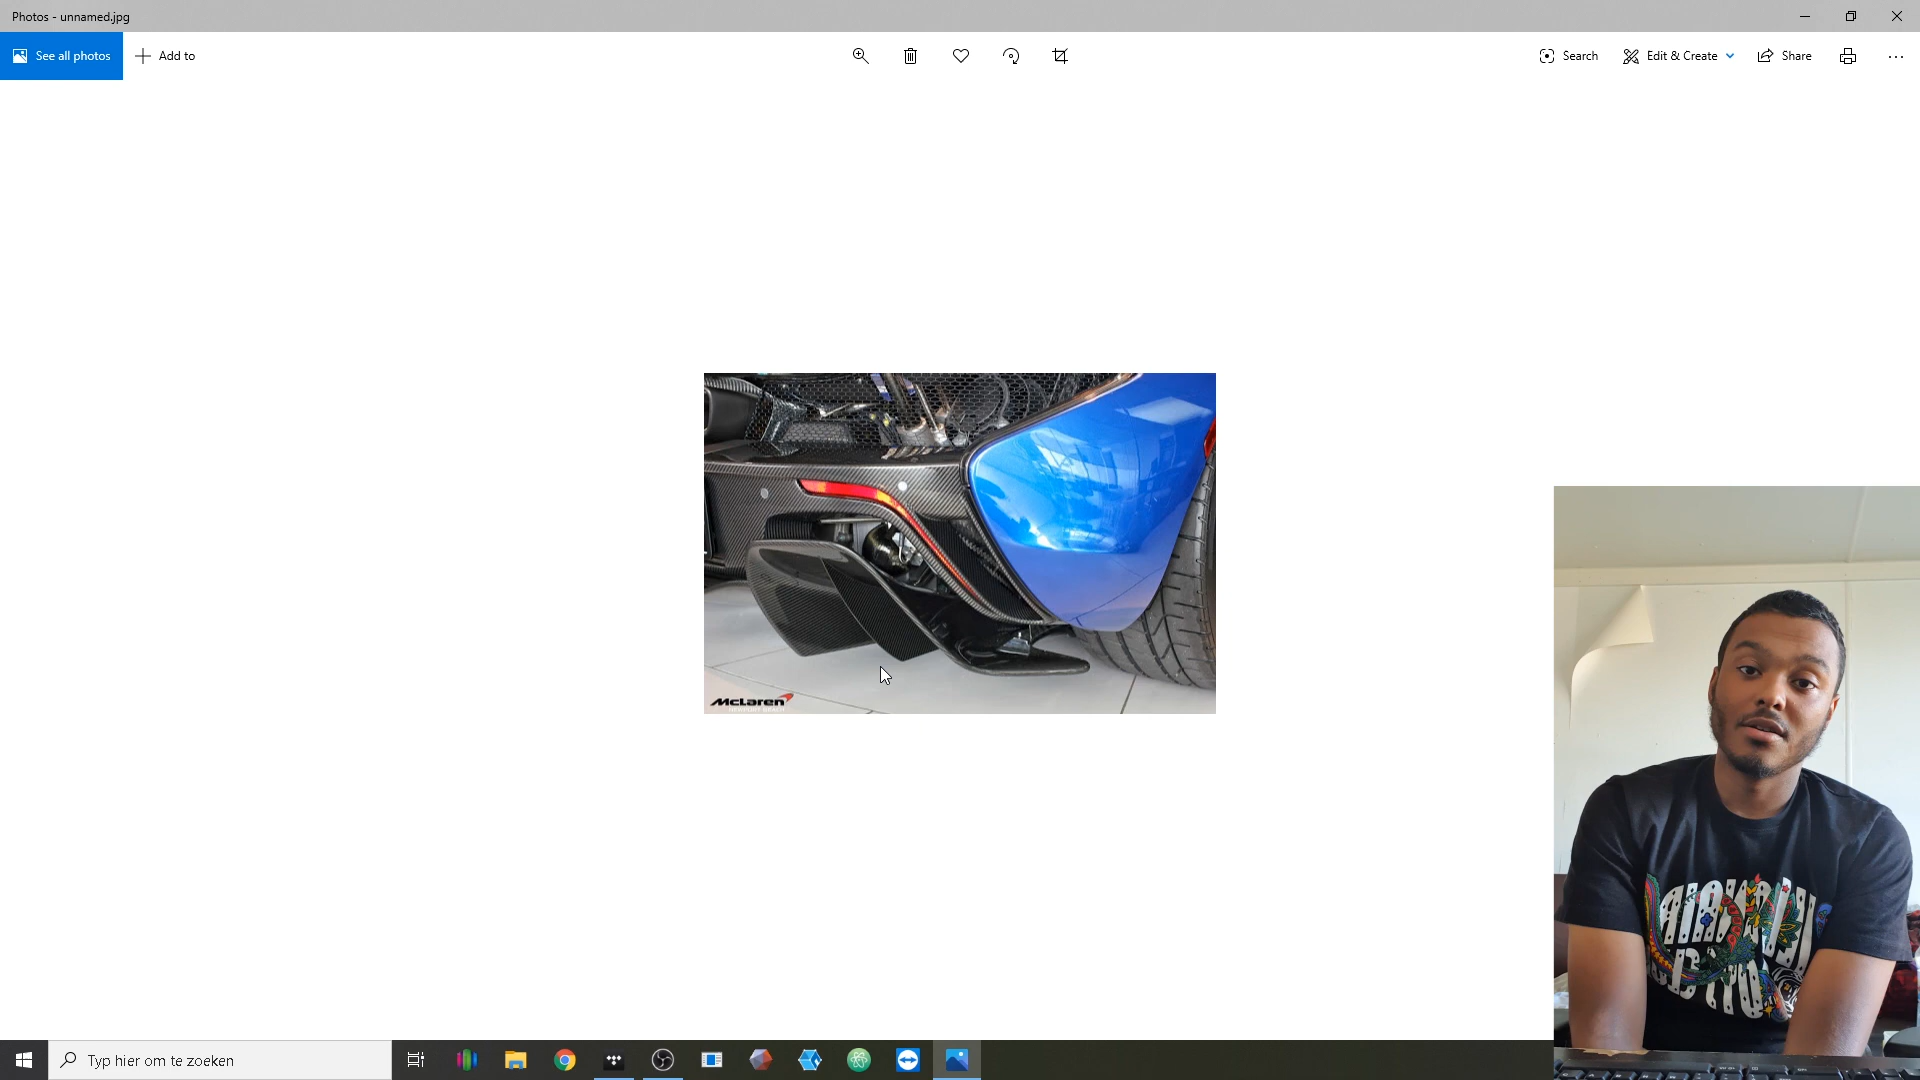 Photos - unnamed.jpg
See all photos
Add to
Search
Edit & Create
Share
McLaren
Typ hier om te zoeken